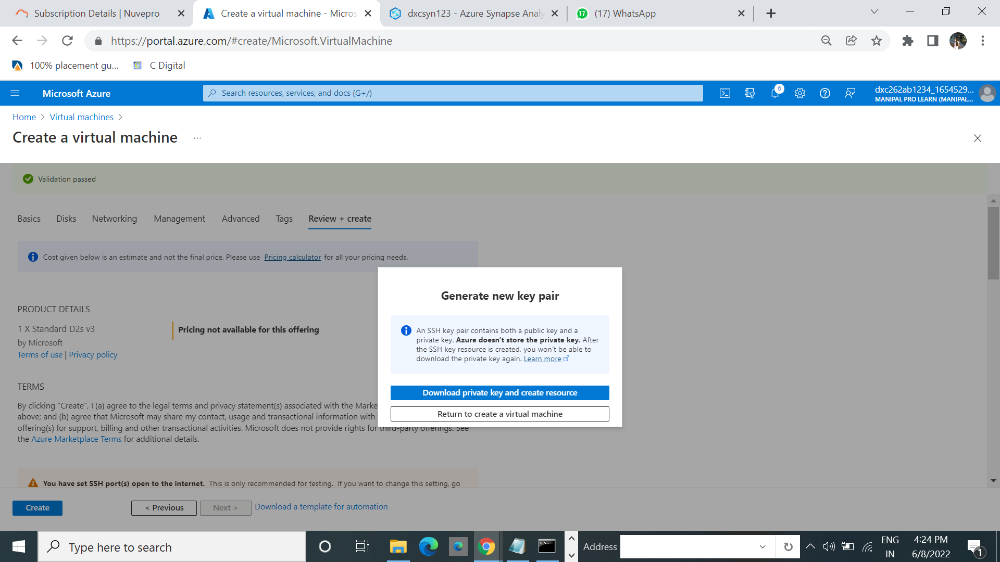 Subscription Details | Nuvepro
Create a virtual machine - Micros
dxcsyn123 - Azure Synapse Analy
17
(17) WhatsApp
https://portal.azure.com/#create/Microsoft.VirtualMachine
100% placement gu...
C Digital
Microsoft Azure
Search resources, services, and docs (G+/)
6
dxc262ab1234_1654529...
MANIPAL PRO LEARN (MANIPAL...
Home > Virtual machines >
Create a virtual machine ...
Validation passed
Basics Disks Networking Management Advanced Tags Review + create
Cost given below is an estimate and not the final price. Please use Pricing calculator for all your pricing needs.
Generate new key pair
An SSH key pair contains both a public key and a
private key. Azure doesn't store the private key. After
the SSH key resource is created, you won't be able to
download the private key again. Learn more
Download private key and create resource
Return to create a virtual machine
PRODUCT DETAILS
1 X Standard D2s v3
by Microsoft
Terms of use | Privacy policy
Pricing not available for this offering
TERMS
By clicking "Create", I (a) agree to the legal terms and privacy statement(s) associated with the Marke
above; and (b) agree that Microsoft may share my contact, usage and transactional information with
offering(s) for support, billing and other transactional activities. Microsoft does not provide rights for third-party offerings. See
the Azure Marketplace Terms for additional details.
You have set SSH port(s) open to the internet. This is only recommended for testing. If you want to change this setting, go
Create
< Previous
Next >
Download a template for automation
Type here to search
Address
ENG
IN
4:24 PM
6/8/2022
1